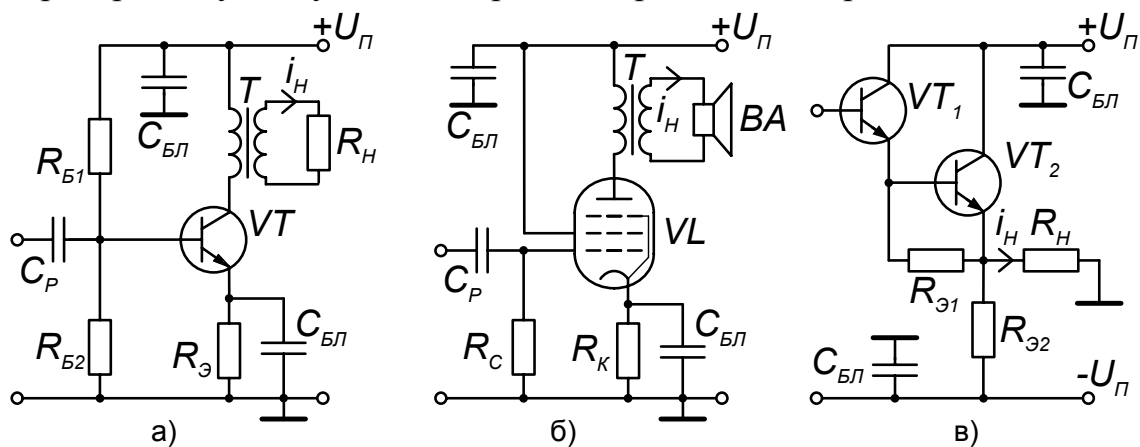 +U_П
T
i_Н
C_БЛ
R_Н
R_Б1
VT
C_Р
C_БЛ
R_Б2
R_Э
а)
+U_П
T
C_БЛ
i_Н
BA
VL
C_Р
C_БЛ
R_С
R_К
б)
+U_П
C_БЛ
VT_1
VT_2
i_Н
R_Н
R_Э1
R_Э2
C_БЛ
-U_П
в)